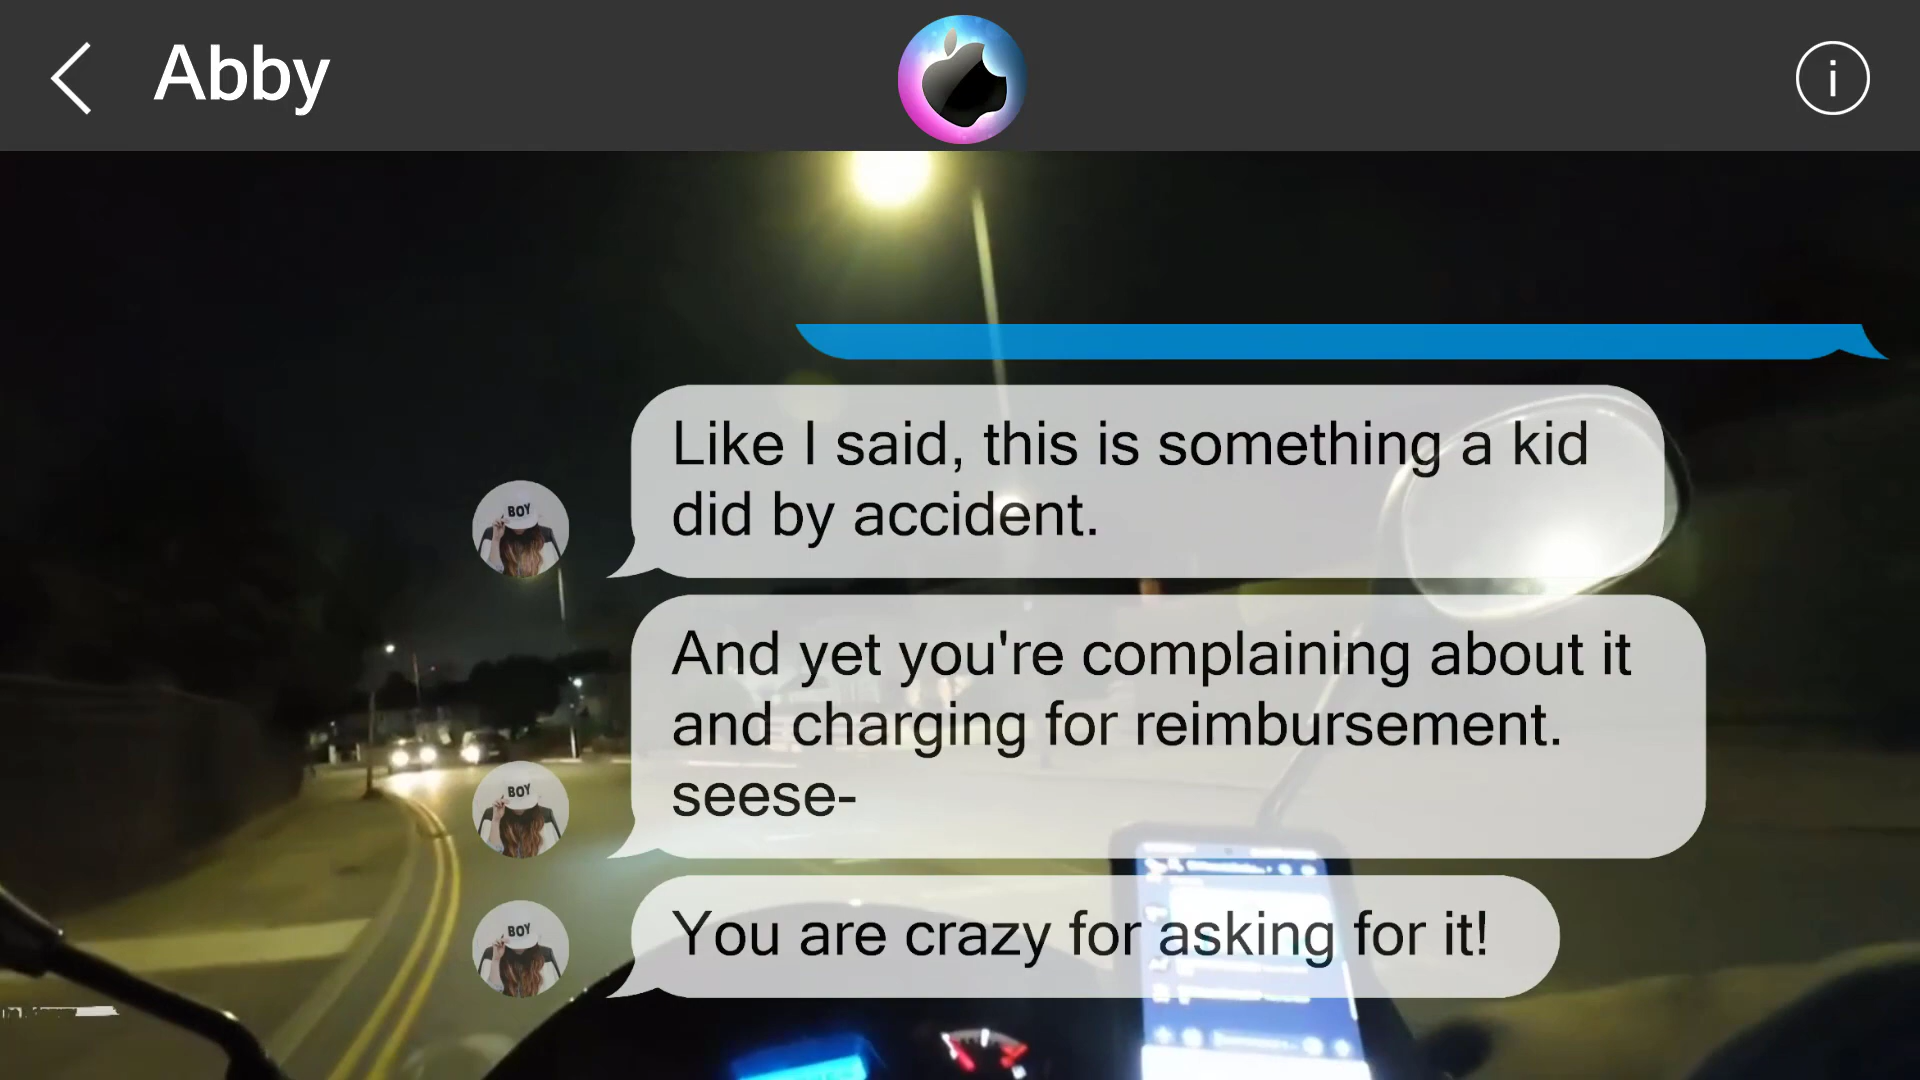 Abby
Like I said, this is something a kid
did by accident.
BOY
And yet you're complaining about it
and charging for reimbursement.
seese-
BOY
You are crazy for asking for it!
BOY